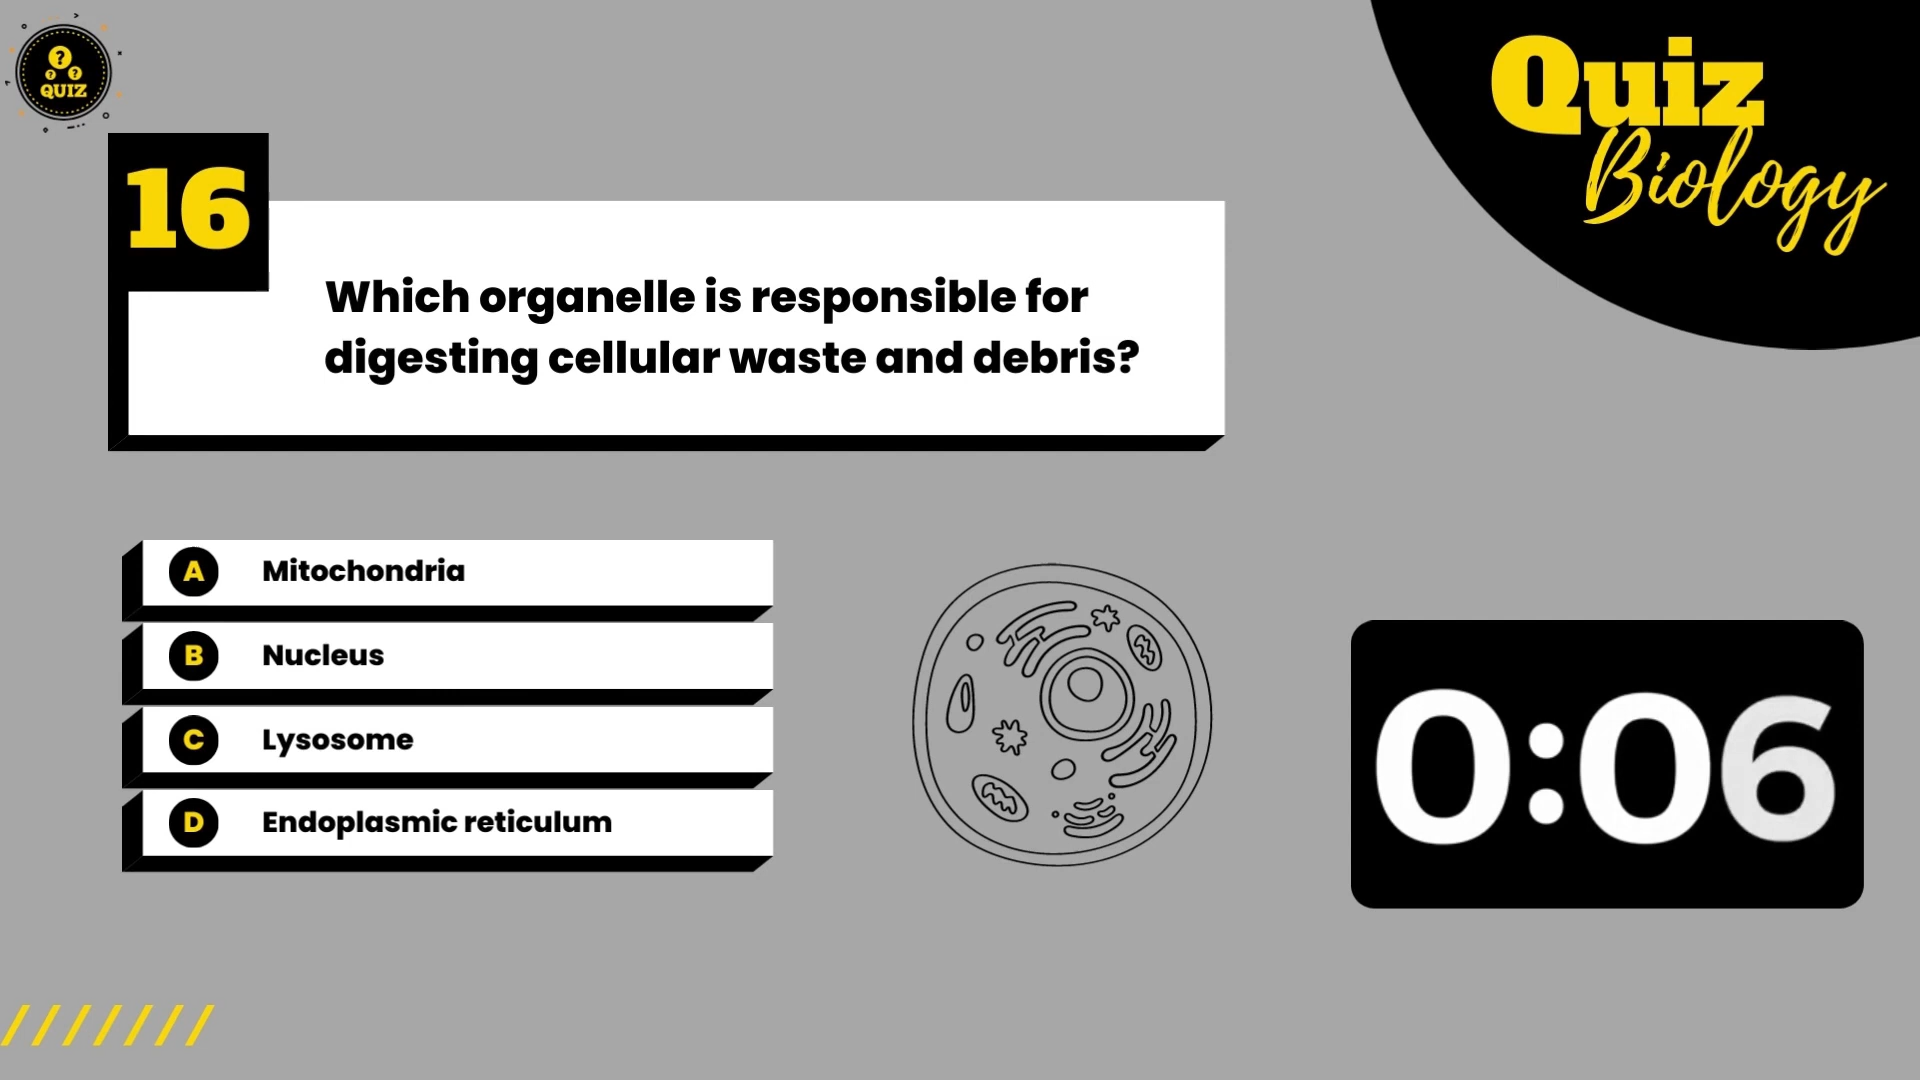 ? ? ?
QUIZ
Quiz
Biology
16
Which organelle is responsible for
digesting cellular waste and debris?
A Mitochondria
B Nucleus
C Lysosome
D Endoplasmic reticulum
0:06